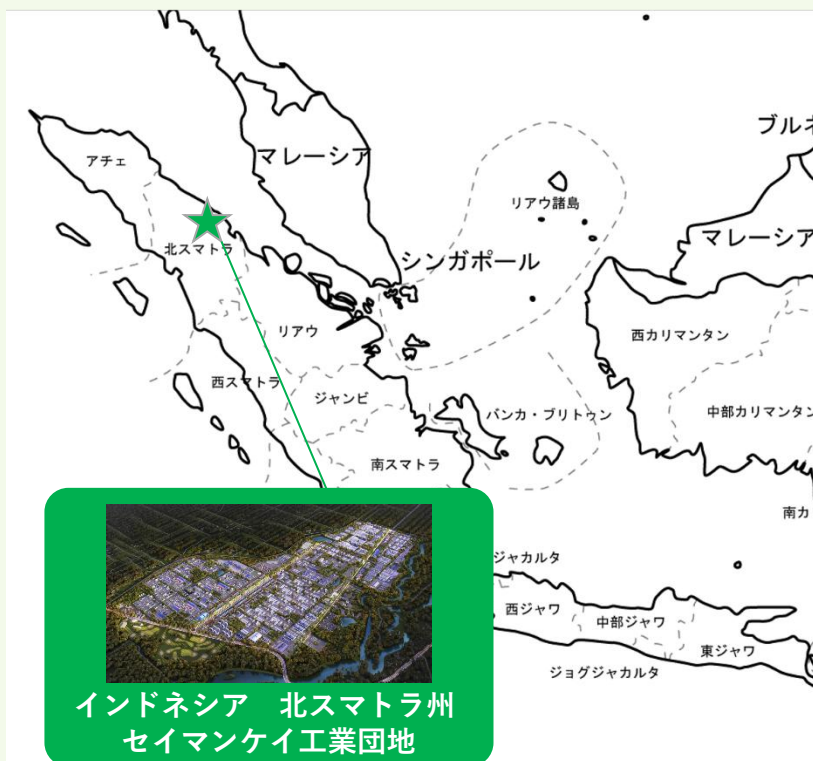 ブルネ
アチェ
マレーシア
リアウ諸島
マレーシア
北スマトラ
シンガポール
リアウ
西カリマンタン
西スマトラ
ジャンビ
バンカ・ブリトゥン
中部カリマンタン
南スマトラ
南カ
ジャカルタ
西ジャワ
中部ジャワ
東ジャワ
ジョグジャカルタ
インドネシア　北スマトラ州
セイマンケイ工業団地